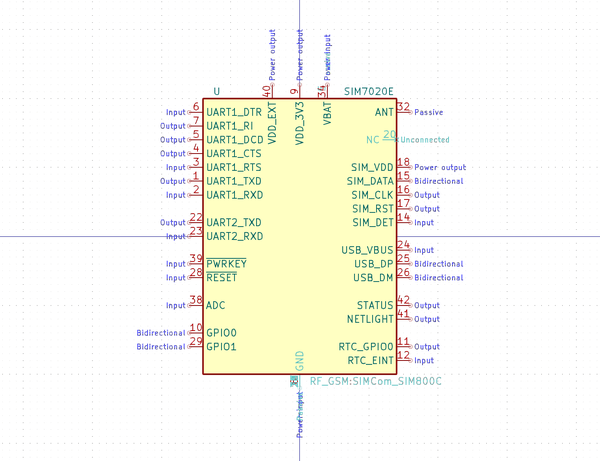 Power output
Power output
Power input
40
9
34
U
SIM7020E
VDD_EXT
VDD_3V3
VBAT
Input 6 UART1_DTR
ANT 32 Passive
Output 7 UART1_RI
Output 5 UART1_DCD
NC 20 Unconnected
Output 4 UART1_CTS
Input 3 UART1_RTS
SIM_VDD 18 Power output
Output 1 UART1_TXD
SIM_DATA 15 Bidirectional
Input 2 UART1_RXD
SIM_CLK 16 Output
SIM_RST 17 Output
Output 22 UART2_TXD
SIM_DET 14 Input
Input 23 UART2_RXD
USB_VBUS 24 Input
Input 39 PWRKEY
USB_DP 25 Bidirectional
Input 28 RESET
USB_DM 26 Bidirectional
Input 38 ADC
STATUS 42 Output
NETLIGHT 41 Output
Bidirectional 10 GPIO0
Bidirectional 29 GPIO1
RTC_GPIO0 11 Output
RTC_EINT 12 Input
GND
RF_GSM:SIMCom_SIM800C
Power input